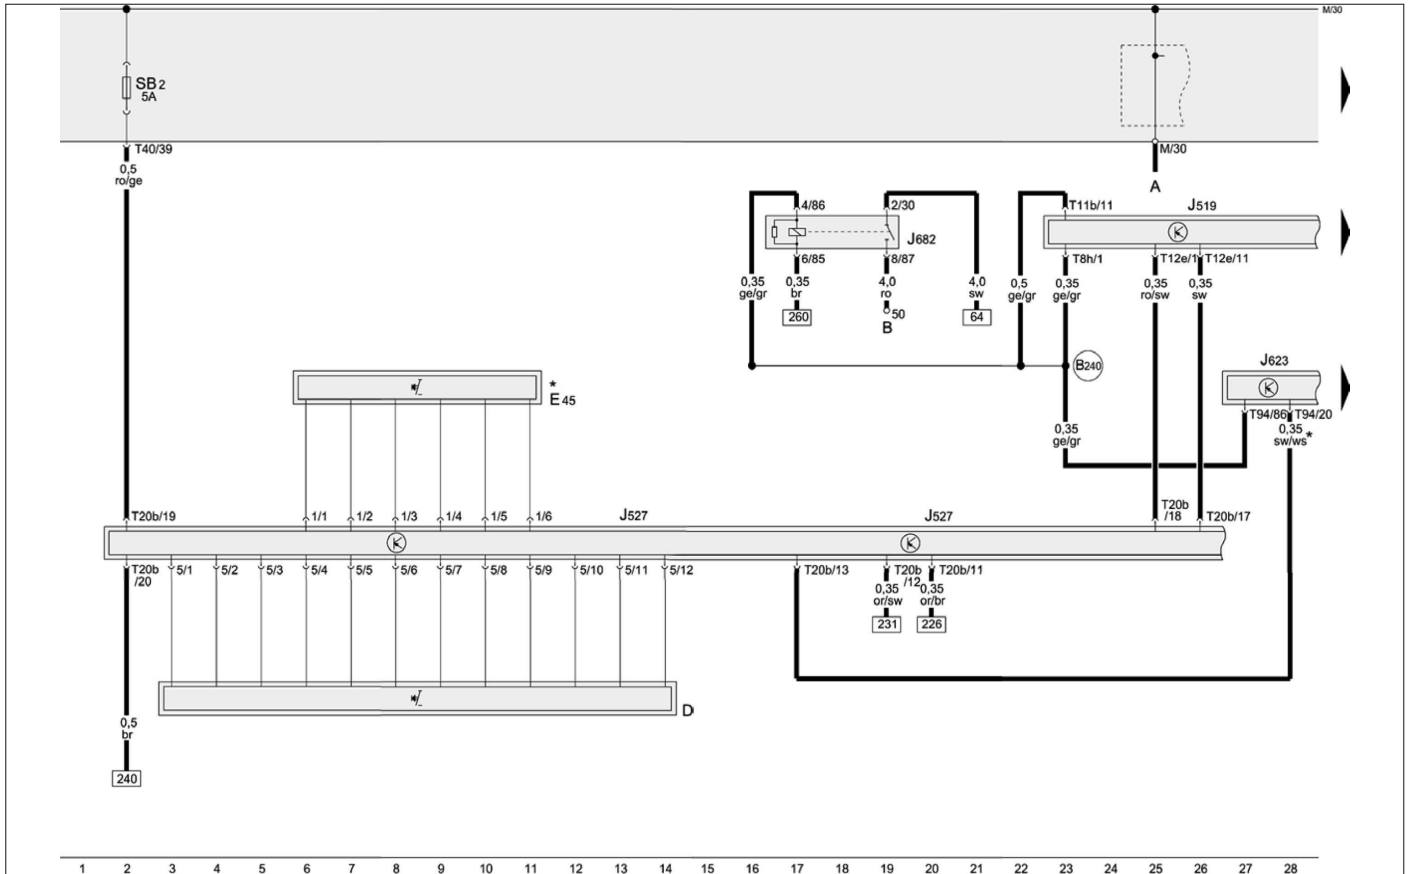 M/30
SB2
5A
T40/39
M/30
0,5
ro/ge
A
4/86
2/30
T11b/11
J519
J682
6/85
8/87
T8h/1
T12e/1
T12e/11
0,35
ge/gr
0,35
br
4,0
ro
4,0
sw
0,5
ge/gr
0,35
ge/gr
0,35
ro/sw
0,35
sw
260
50
64
B
J623
B240
*
E45
T94/86
T94/20
0,35
ge/gr
0,35
sw/ws*
T20b/19
1/1
1/2
1/3
1/4
1/5
1/6
J527
J527
T20b
/18
T20b/17
T20b
/20
5/1
5/2
5/3
5/4
5/5
5/6
5/7
5/8
5/9
5/10
5/11
5/12
T20b/13
T20b
/12
T20b/11
0,35
or/sw
0,35
or/br
231
226
D
0,5
br
240
1 2 3 4 5 6 7 8 9 10 11 12 13 14 15 16 17 18 19 20 21 22 23 24 25 26 27 28